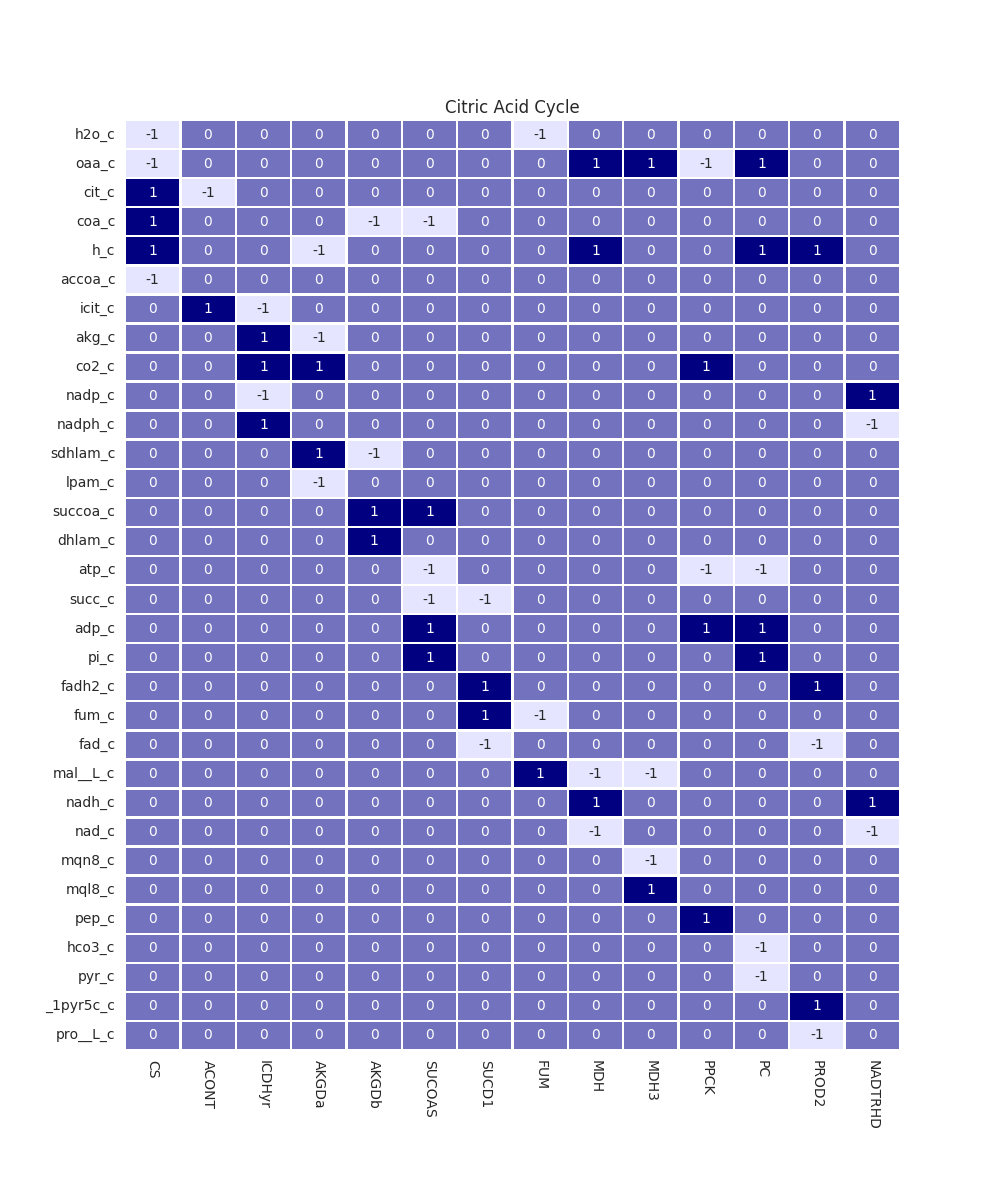 Citric Acid Cycle
h2o_c -1 0 0 0 0 0 0 -1 0 0 0 0 0 0
oaa_c -1 0 0 0 0 0 0 0 1 1 -1 1 0 0
cit_c 1 -1 0 0 0 0 0 0 0 0 0 0 0 0
coa_c 1 0 0 0 -1 -1 0 0 0 0 0 0 0 0
h_c 1 0 0 -1 0 0 0 0 1 0 0 1 1 0
accoa_c -1 0 0 0 0 0 0 0 0 0 0 0 0 0
icit_c 0 1 -1 0 0 0 0 0 0 0 0 0 0 0
akg_c 0 0 1 -1 0 0 0 0 0 0 0 0 0 0
co2_c 0 0 1 1 0 0 0 0 0 0 1 0 0 0
nadp_c 0 0 -1 0 0 0 0 0 0 0 0 0 0 1
nadph_c 0 0 1 0 0 0 0 0 0 0 0 0 0 -1
sdhlam_c 0 0 0 1 -1 0 0 0 0 0 0 0 0 0
lpam_c 0 0 0 -1 0 0 0 0 0 0 0 0 0 0
succoa_c 0 0 0 0 1 1 0 0 0 0 0 0 0 0
dhlam_c 0 0 0 0 1 0 0 0 0 0 0 0 0 0
atp_c 0 0 0 0 0 -1 0 0 0 0 -1 -1 0 0
succ_c 0 0 0 0 0 -1 -1 0 0 0 0 0 0 0
adp_c 0 0 0 0 0 1 0 0 0 0 1 1 0 0
pi_c 0 0 0 0 0 1 0 0 0 0 0 1 0 0
fadh2_c 0 0 0 0 0 0 1 0 0 0 0 0 1 0
fum_c 0 0 0 0 0 0 1 -1 0 0 0 0 0 0
fad_c 0 0 0 0 0 0 -1 0 0 0 0 0 -1 0
mal__L_c 0 0 0 0 0 0 0 1 -1 -1 0 0 0 0
nadh_c 0 0 0 0 0 0 0 0 1 0 0 0 0 1
nad_c 0 0 0 0 0 0 0 0 -1 0 0 0 0 -1
mqn8_c 0 0 0 0 0 0 0 0 0 -1 0 0 0 0
mql8_c 0 0 0 0 0 0 0 0 0 1 0 0 0 0
pep_c 0 0 0 0 0 0 0 0 0 0 1 0 0 0
hco3_c 0 0 0 0 0 0 0 0 0 0 0 -1 0 0
pyr_c 0 0 0 0 0 0 0 0 0 0 0 -1 0 0
_1pyr5c_c 0 0 0 0 0 0 0 0 0 0 0 0 1 0
pro__L_c 0 0 0 0 0 0 0 0 0 0 0 0 -1 0
CS ACONT ICDHyr AKGDa AKGDb SUCOAS SUCD1 FUM MDH MDH3 PPCK PC PROD2 NADTRHD